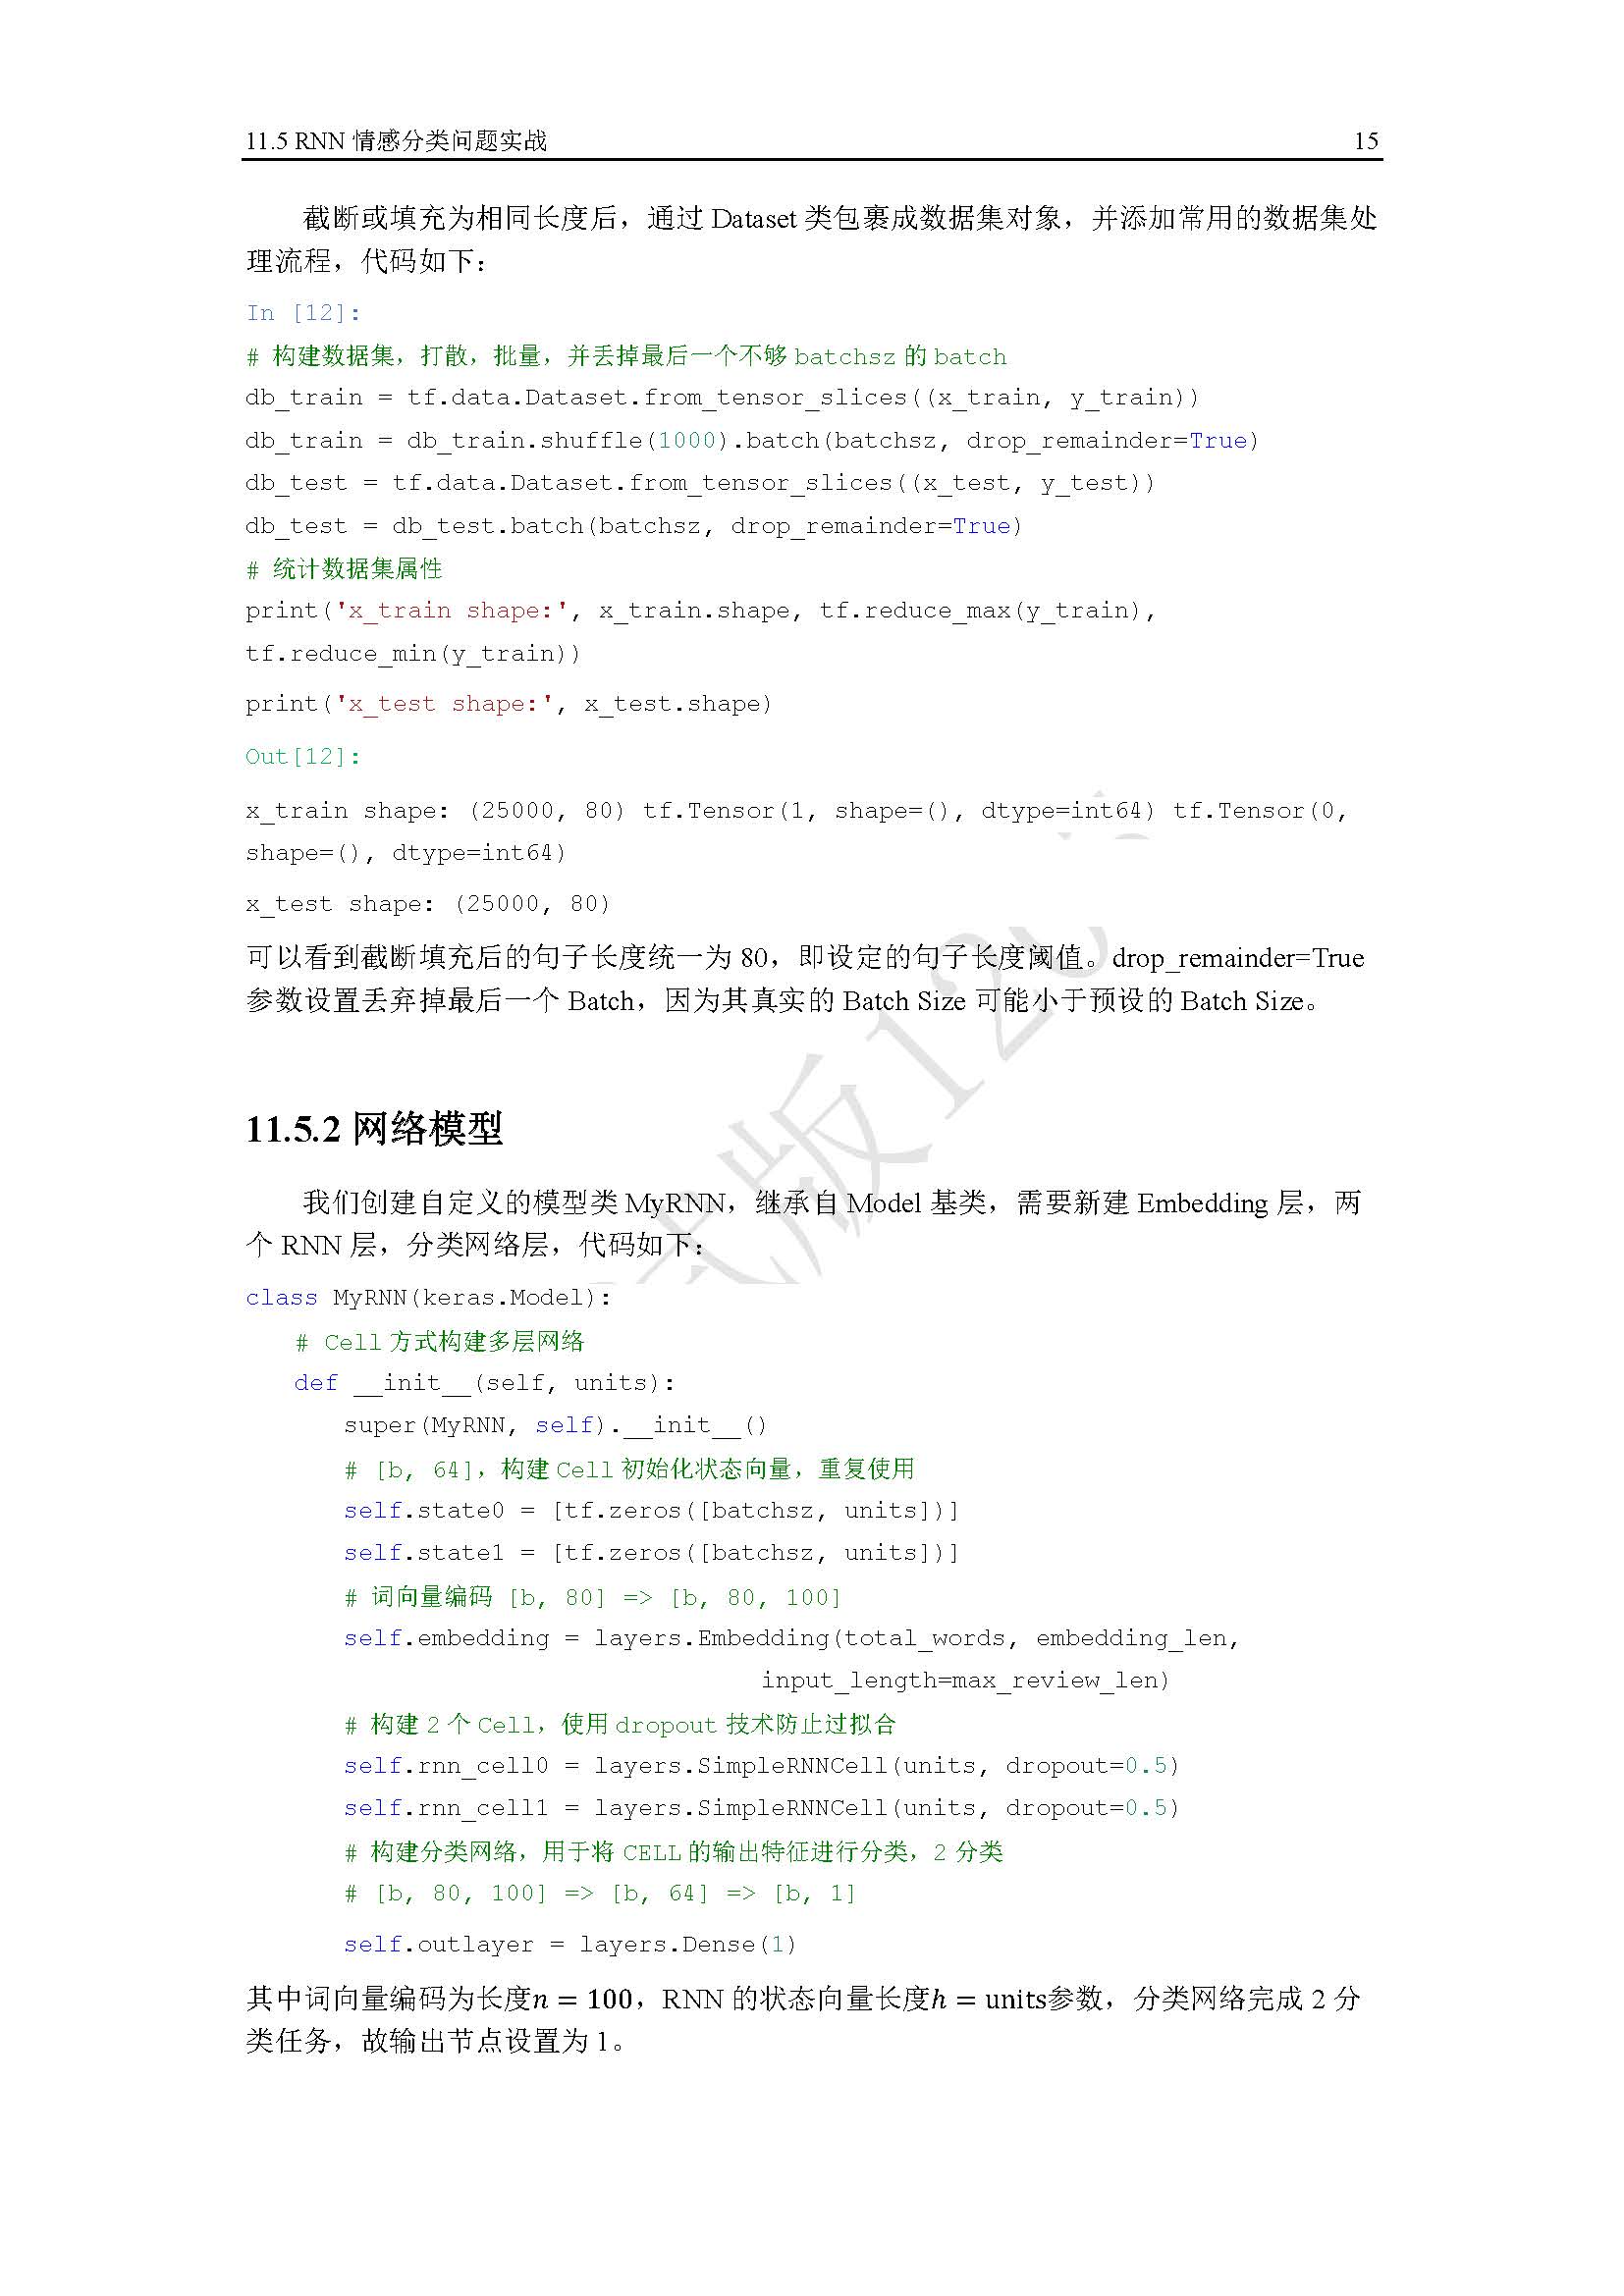 11.5 RNN 情感分类问题实战 15
截断或填充为相同长度后，通过 Dataset 类包裹成数据集对象，并添加常用的数据集处
理流程，代码如下：
In [12]:
# 构建数据集，打散，批量，并丢掉最后一个不够 batchsz 的 batch
db_train = tf.data.Dataset.from_tensor_slices((x_train, y_train))
db_train = db_train.shuffle(1000).batch(batchsz, drop_remainder=True)
db_test = tf.data.Dataset.from_tensor_slices((x_test, y_test))
db_test = db_test.batch(batchsz, drop_remainder=True)
# 统计数据集属性
print('x_train shape:', x_train.shape, tf.reduce_max(y_train),
tf.reduce_min(y_train))
print('x_test shape:', x_test.shape)
Out[12]:
x_train shape: (25000, 80) tf.Tensor(1, shape=(), dtype=int64) tf.Tensor(0,
shape=(), dtype=int64)
x_test shape: (25000, 80)
可以看到截断填充后的句子长度统一为 80，即设定的句子长度阈值。drop_remainder=True
参数设置丢弃掉最后一个 Batch，因为其真实的 Batch Size 可能小于预设的 Batch Size。
11.5.2 网络模型
我们创建自定义的模型类 MyRNN，继承自 Model 基类，需要新建 Embedding 层，两
个 RNN 层，分类网络层，代码如下：
class MyRNN(keras.Model):
# Cell 方式构建多层网络
def __init__(self, units):
super(MyRNN, self).__init__()
# [b, 64]，构建 Cell 初始化状态向量，重复使用
self.state0 = [tf.zeros([batchsz, units])]
self.state1 = [tf.zeros([batchsz, units])]
# 词向量编码 [b, 80] => [b, 80, 100]
self.embedding = layers.Embedding(total_words, embedding_len,
input_length=max_review_len)
# 构建 2 个 Cell，使用 dropout 技术防止过拟合
self.rnn_cell0 = layers.SimpleRNNCell(units, dropout=0.5)
self.rnn_cell1 = layers.SimpleRNNCell(units, dropout=0.5)
# 构建分类网络，用于将 CELL 的输出特征进行分类，2 分类
# [b, 80, 100] => [b, 64] => [b, 1]
self.outlayer = layers.Dense(1)
其中词向量编码为长度n = 100，RNN 的状态向量长度h = units参数，分类网络完成 2 分
类任务，故输出节点设置为 1。